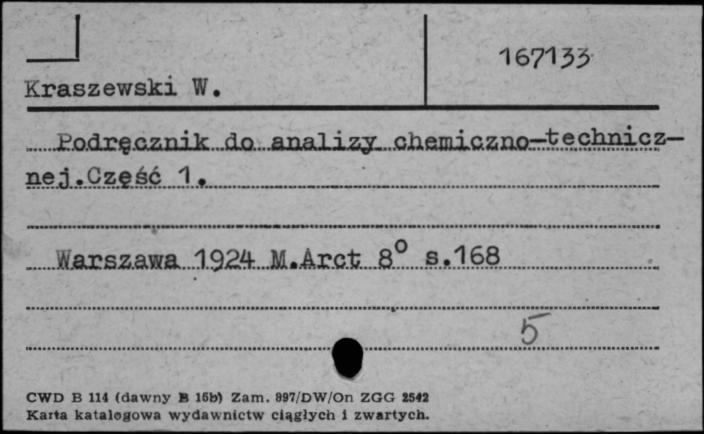 167133
Kraszewski W.
Podręcznik do analizy chemiczno-technicz-
nej.Część 1.
Warszawa 1924 M.Arct 8° s.168
5
CWD B 114 (dawny B 15b) Zam. 897/DW/On ZGG 2542
Karta katalogowa wydawnictw ciągłych i zwartych.